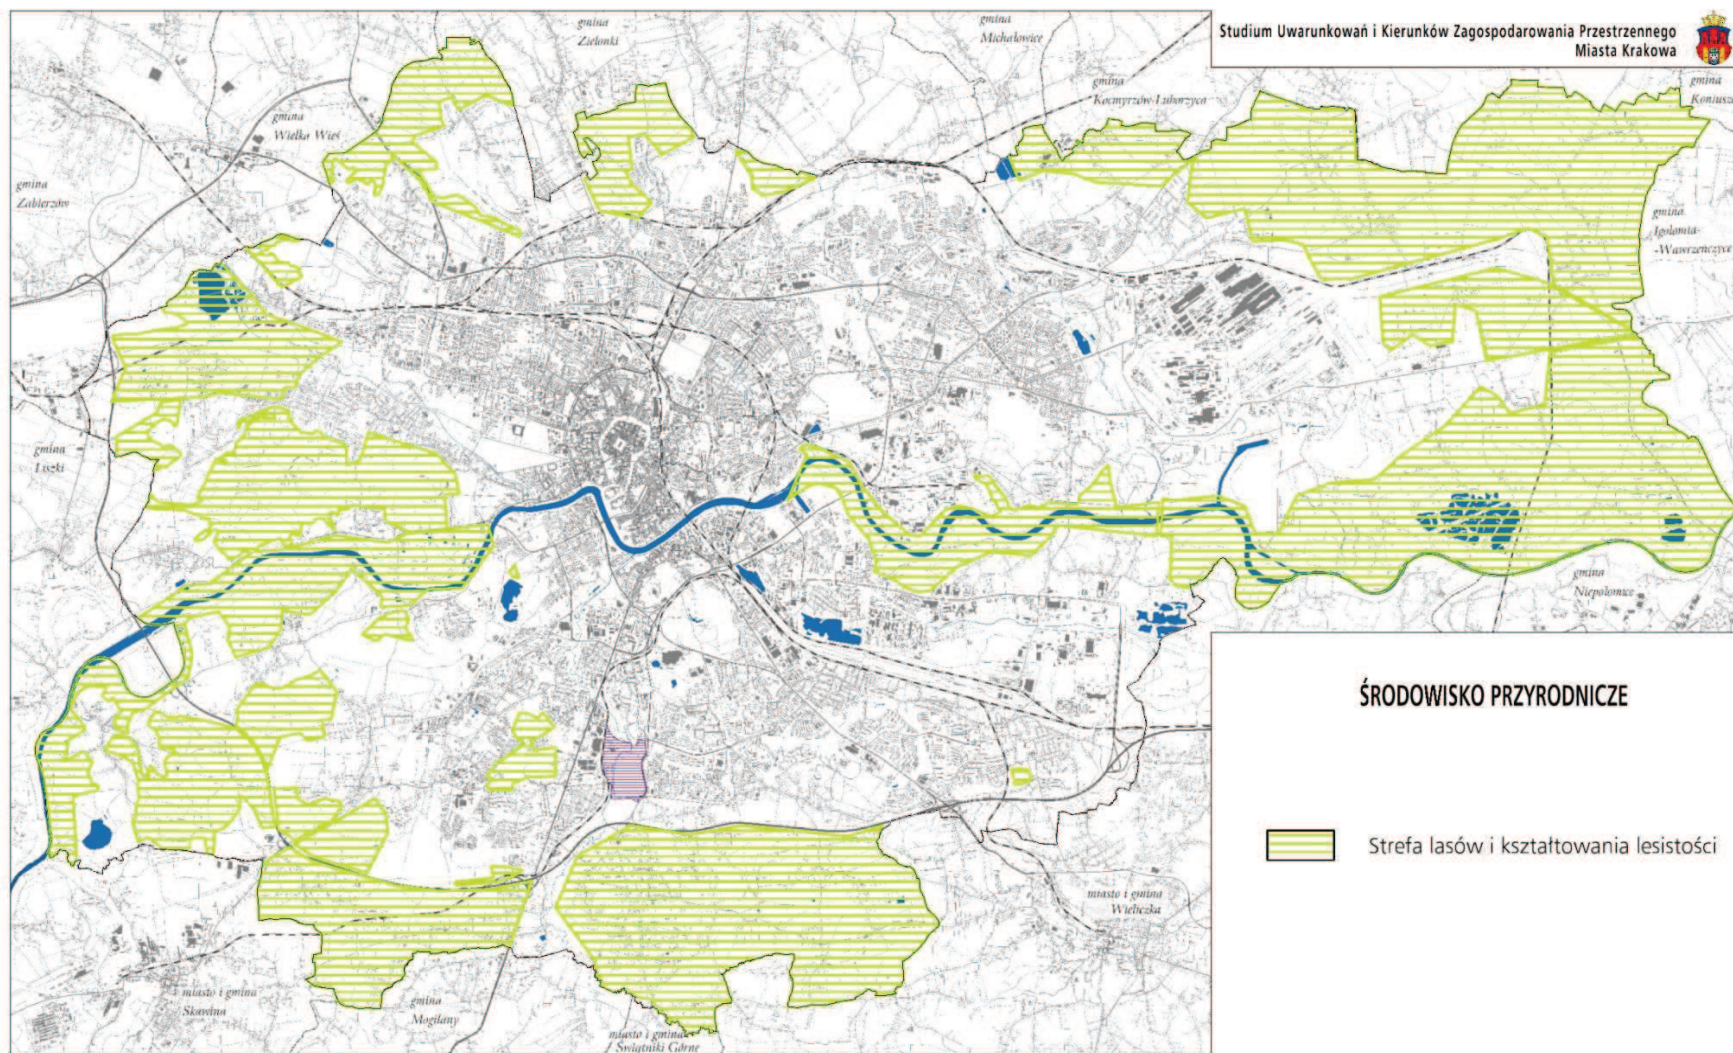 gmina
Zielonki
gmina
Michałowice
Studium Uwarunkowań i Kierunków Zagospodarowania Przestrzennego
Miasta Krakowa
gmina
Wielka Wieś
gmina
Kocmyrzów-Luborzyca
gmina
Koniusza
gmina
Zabierzów
gmina
Igołomia-
-Wawrzeńczyce
gmina
Liszki
gmina
Niepołomice
ŚRODOWISKO PRZYRODNICZE
Strefa lasów i kształtowania lesistości
miasto i gmina
Wieliczka
miasto i gmina
Skawina
gmina
Mogilany
miasto i gmina
Świątniki Górne